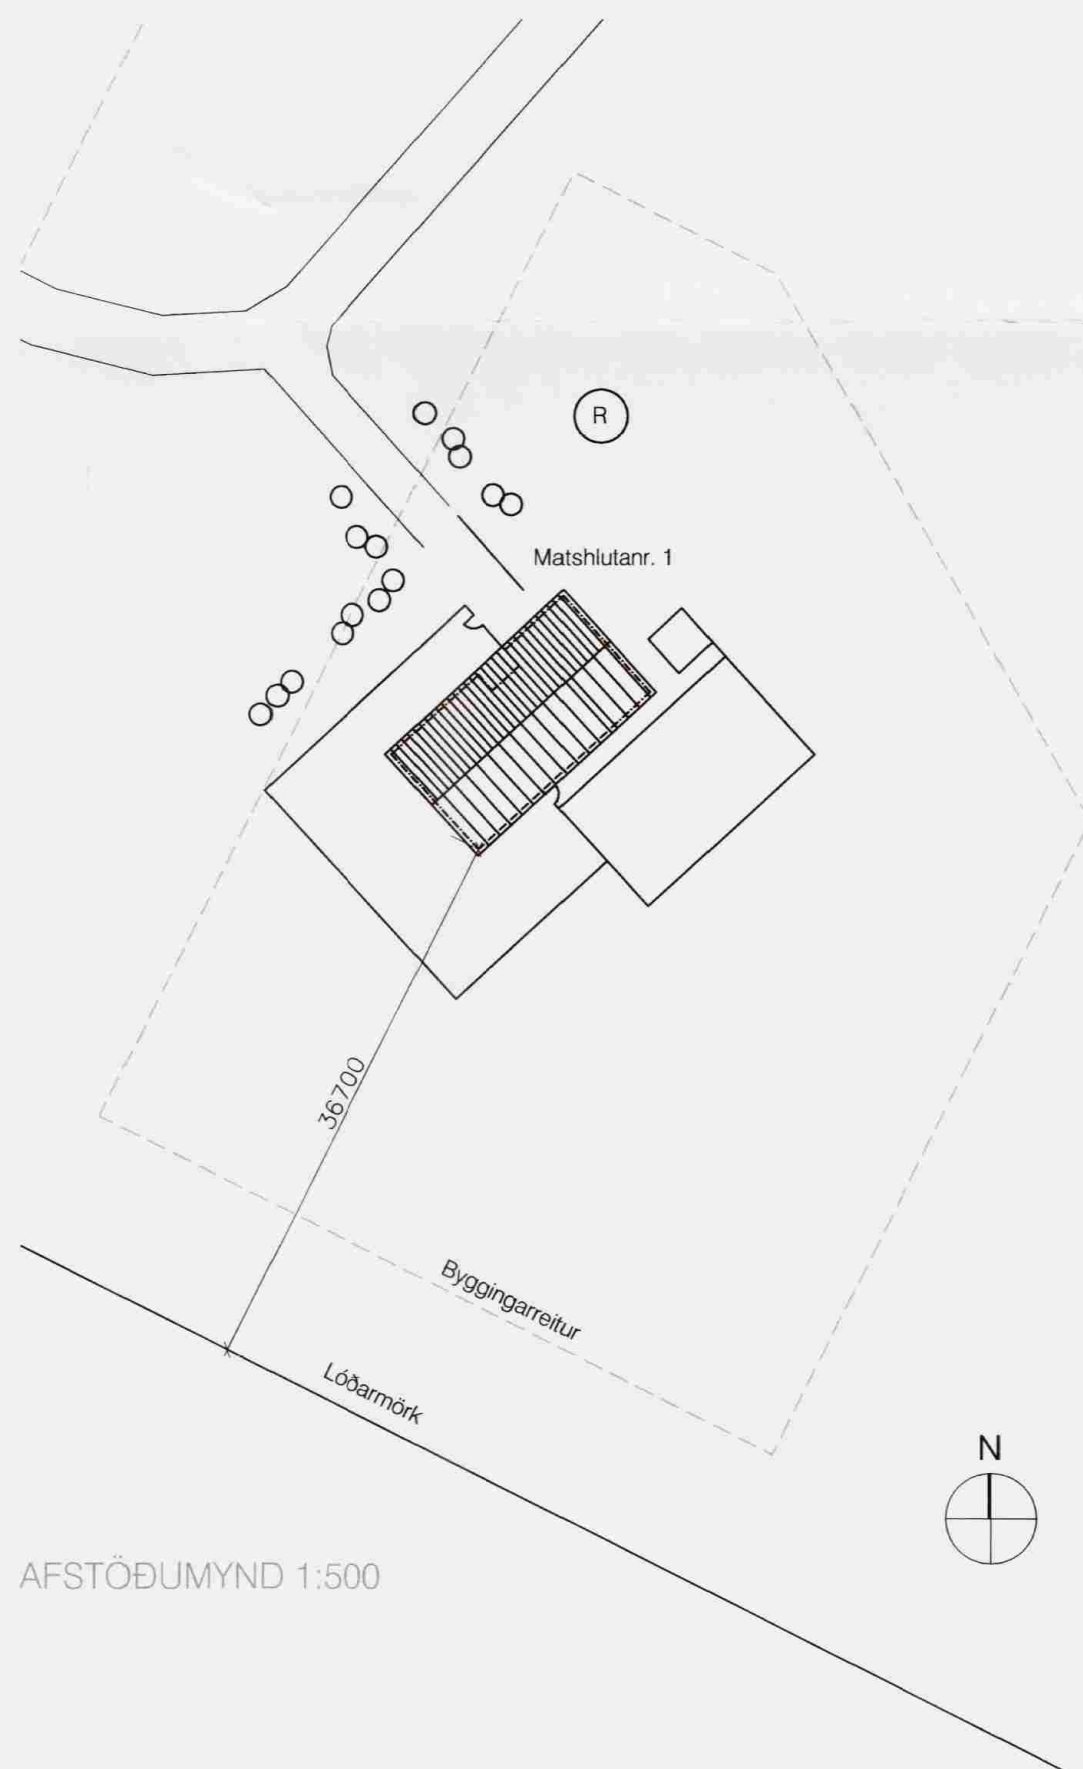 R
Matshlutanr. 1
36700
Byggingarreitur
Lóðarmörk
N
AFSTÖÐUMYND 1:500